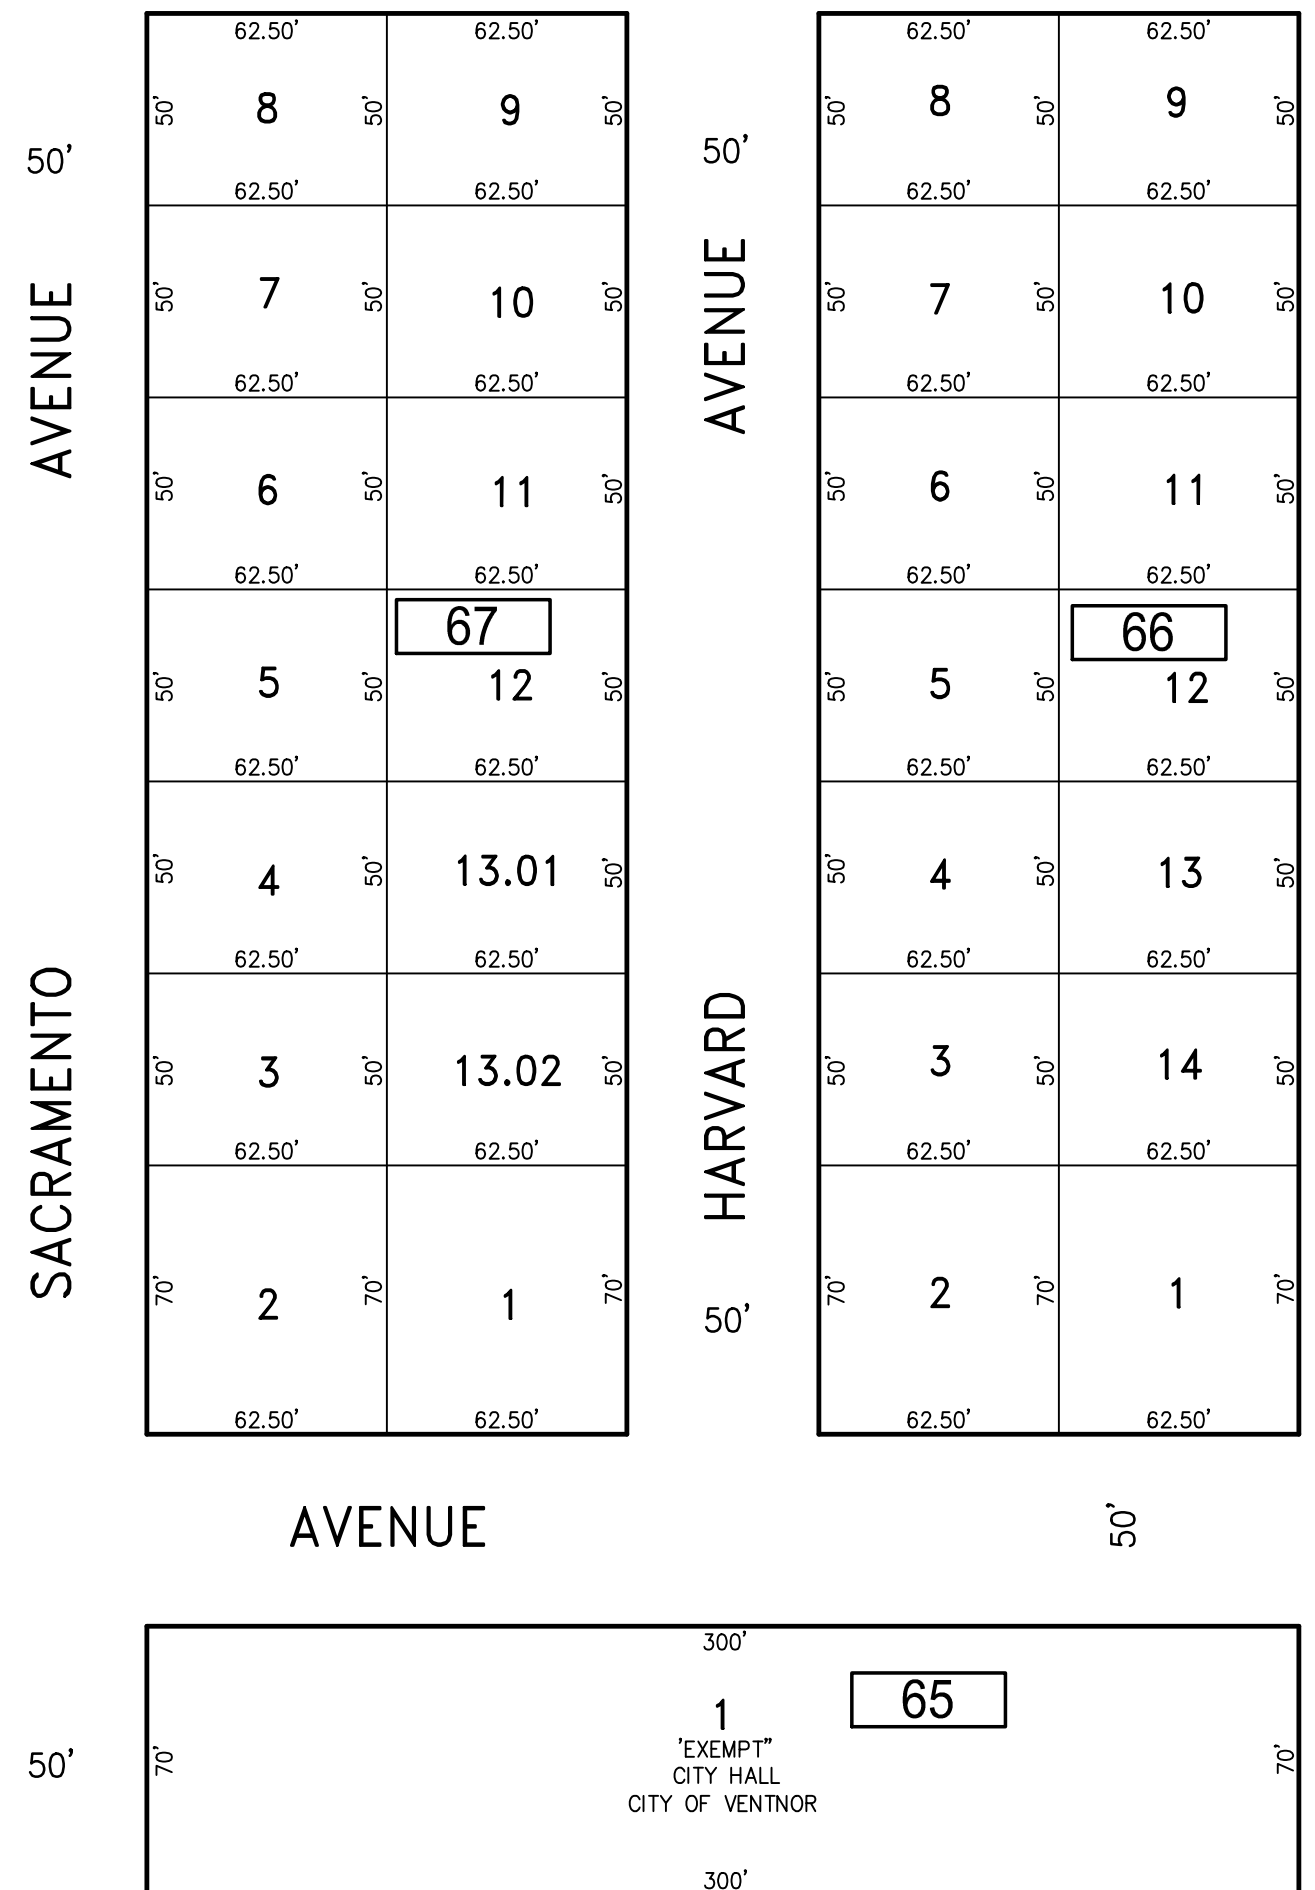 62.50' 62.50' 62.50' 62.50'
50' 8 50' 9 50' 50' 8 50' 9 50'
50' 50'
62.50' 62.50' 62.50' 62.50'
AVENUE
AVENUE
50' 7 50' 10 50' 50' 7 50' 10 50'
62.50' 62.50' 62.50' 62.50'
50' 6 50' 11 50' 50' 6 50' 11 50'
62.50' 62.50' 62.50' 62.50'
67 66
50' 5 50' 12 50' 50' 5 50' 12 50'
62.50' 62.50' 62.50' 62.50'
50' 4 50' 13.01 50' 50' 4 50' 13 50'
62.50' 62.50' 62.50' 62.50'
SACRAMENTO
HARVARD
50' 3 50' 13.02 50' 50' 3 50' 14 50'
62.50' 62.50' 62.50' 62.50'
70' 2 70' 1 70' 70' 2 70' 1 70'
50'
62.50' 62.50' 62.50' 62.50'
AVENUE 50'
300'
1 65
'EXEMPT"
50' 70' 70'
CITY HALL
CITY OF VENTNOR
300'